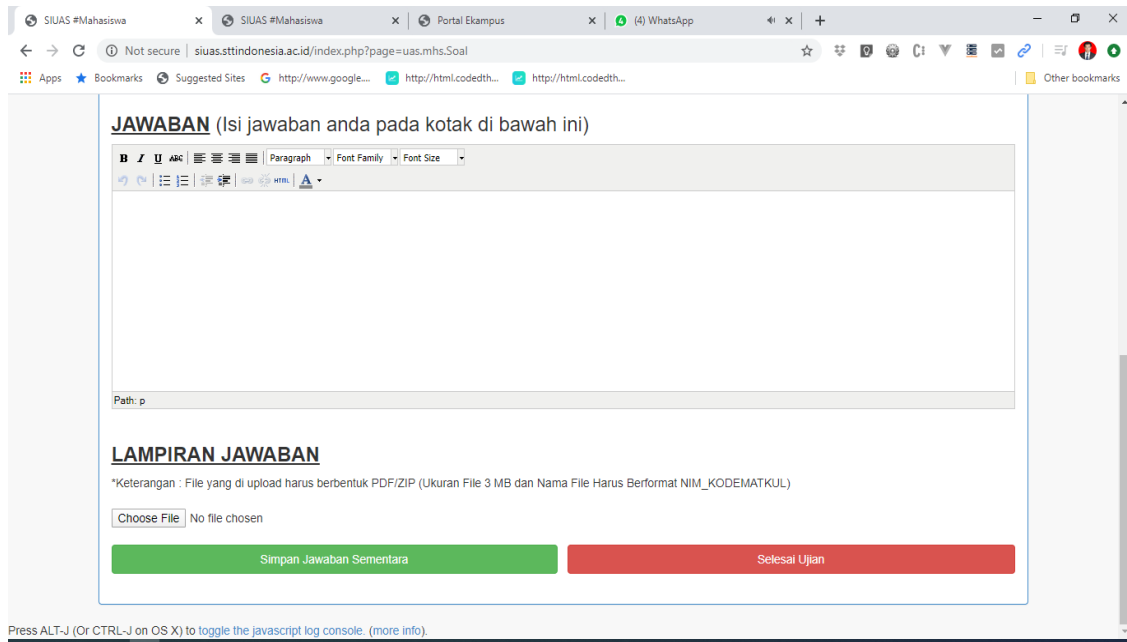 SIUAS #Mahasiswa
SIUAS #Mahasiswa
Portal Ekampus
(4) WhatsApp
Not secure | siuas.sttindonesia.ac.id/index.php?page=uas.mhs.Soal
Apps Bookmarks Suggested Sites http://www.google.... http://html.codedth... http://html.codedth... Other bookmarks
JAWABAN (Isi jawaban anda pada kotak di bawah ini)
B I U ABC Paragraph Font Family Font Size
HTML A
Path: p
LAMPIRAN JAWABAN
*Keterangan : File yang di upload harus berbentuk PDF/ZIP (Ukuran File 3 MB dan Nama File Harus Berformat NIM_KODEMATKUL)
Choose File No file chosen
Simpan Jawaban Sementara
Selesai Ujian
Press ALT-J (Or CTRL-J on OS X) to toggle the javascript log console. (more info).